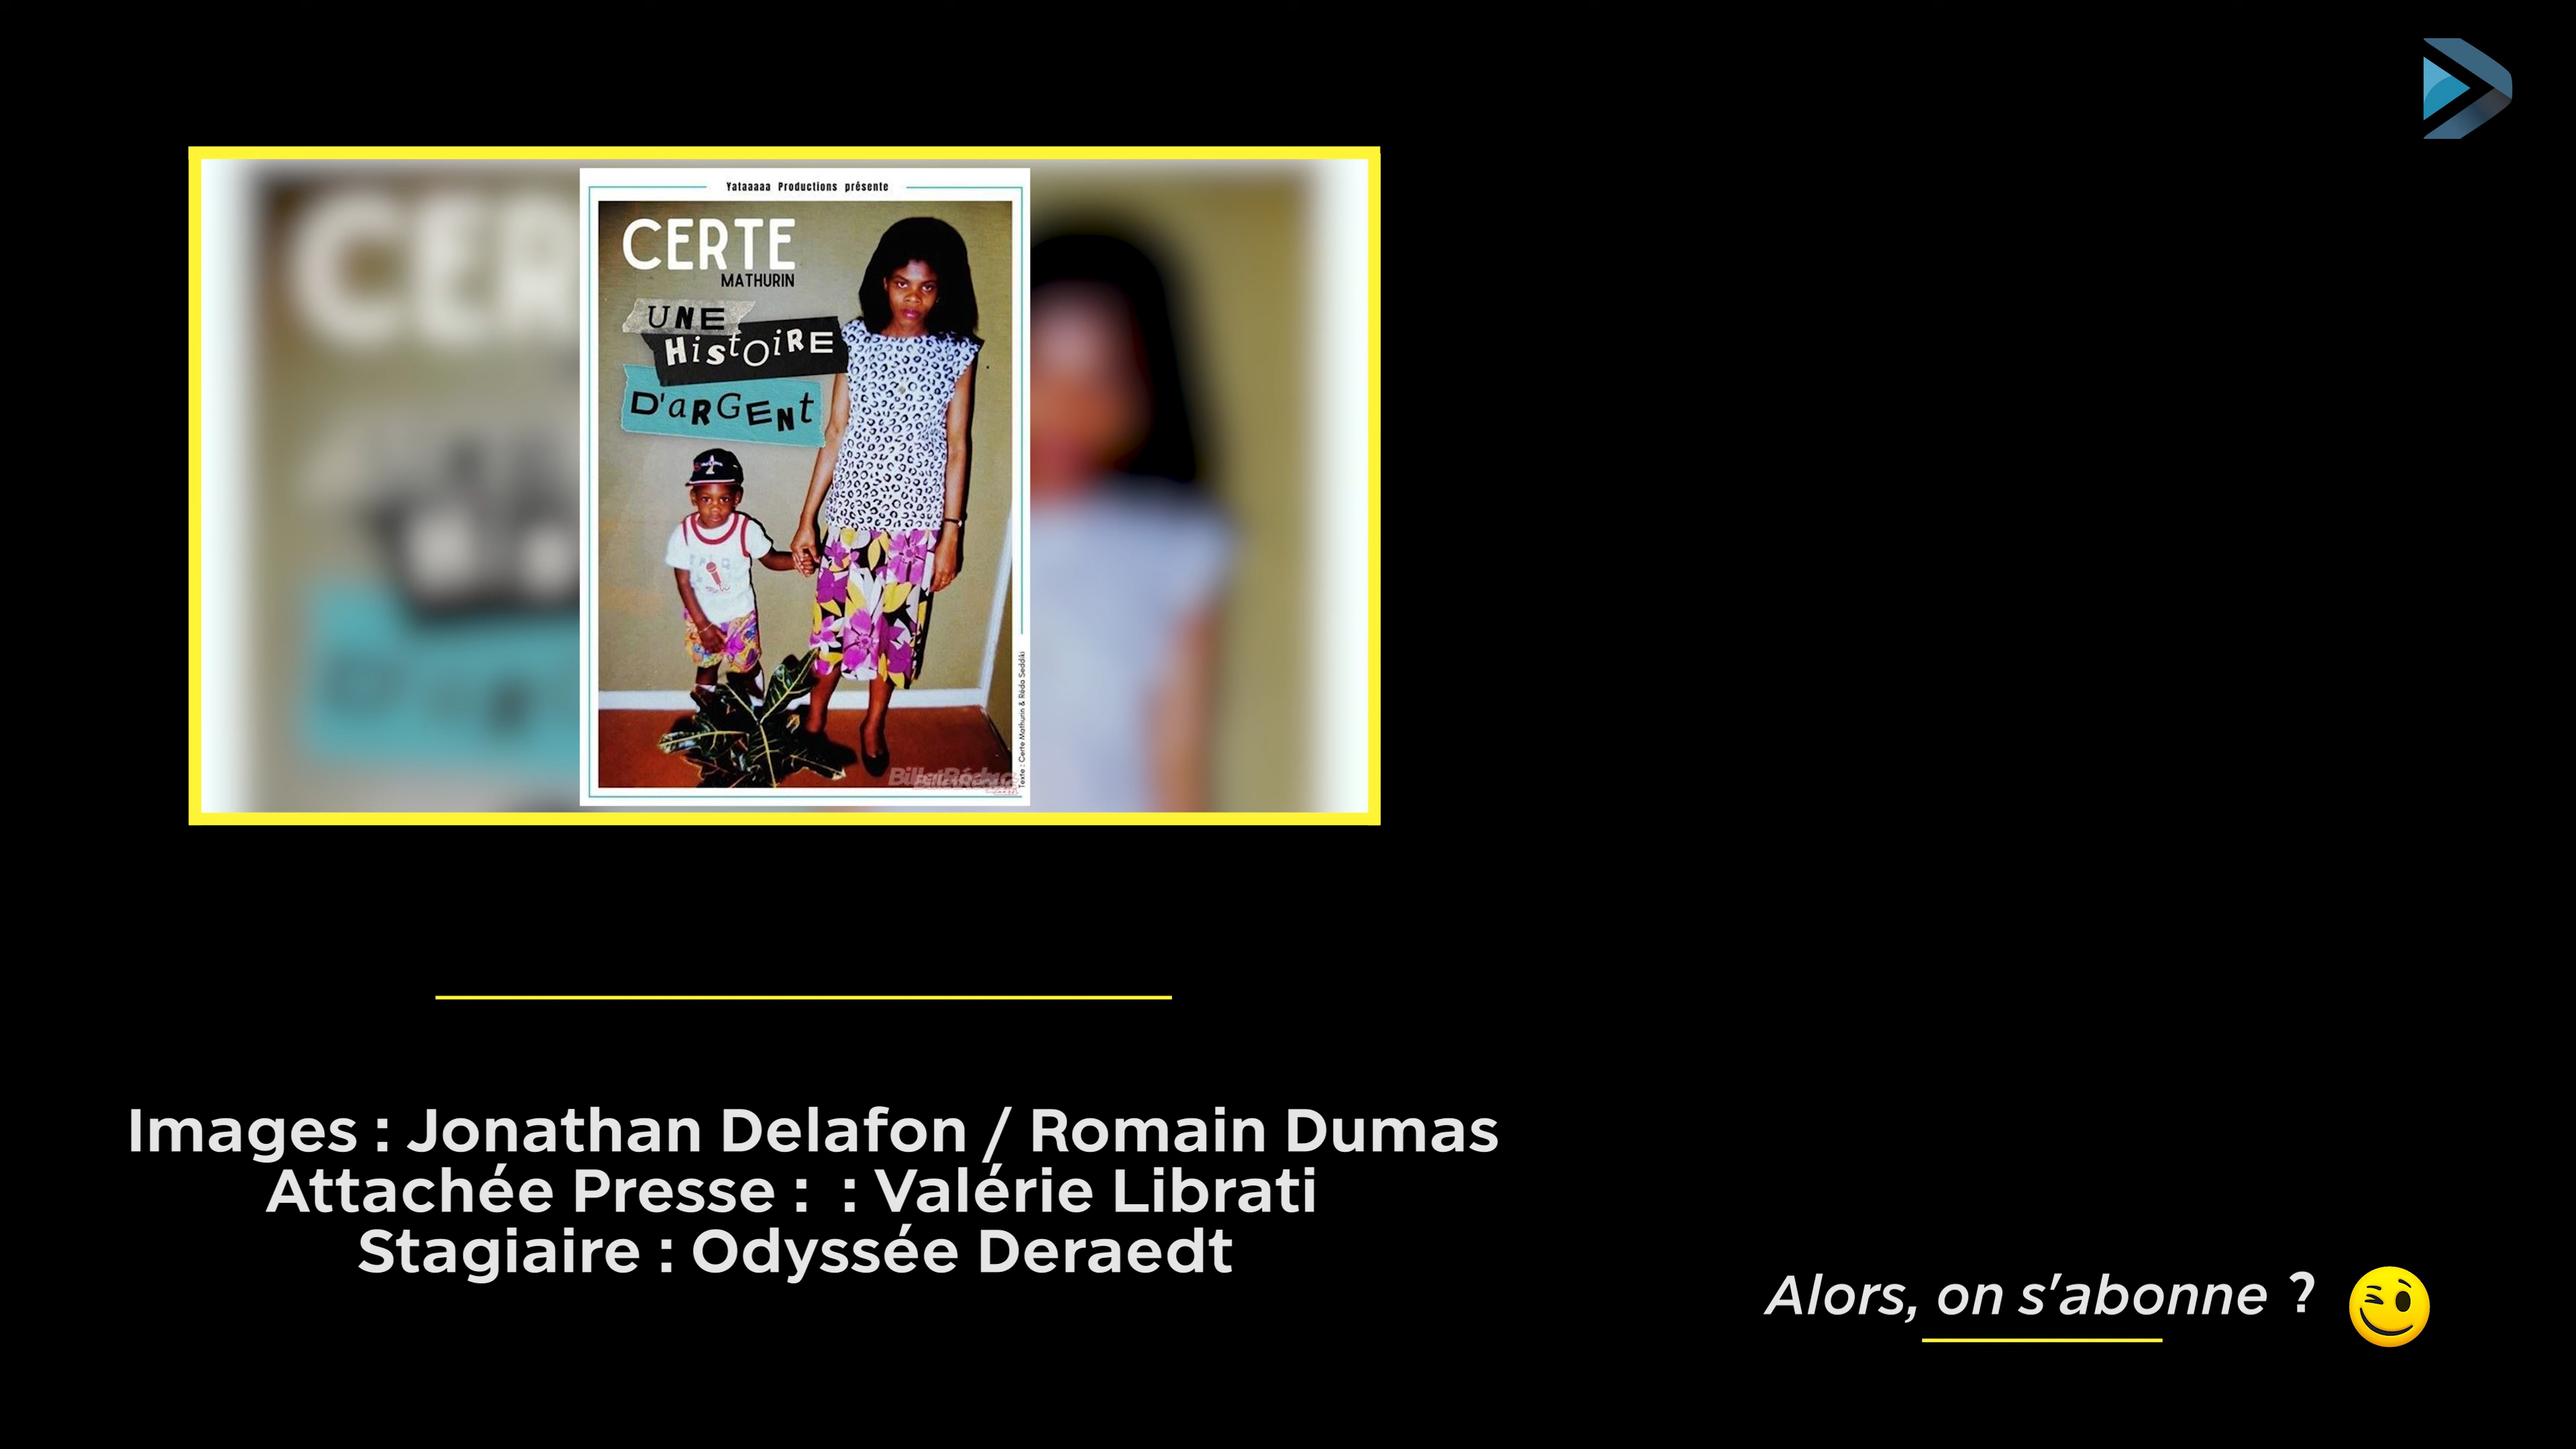 Yataaaaa Productions présente
CERTE
MATHURIN
UNE
HistoiRE
D'aRGENt
Texte : Certe Mathurin & Réda Seddiki
BilletRéduc
Images : Jonathan Delafon / Romain Dumas
Attachée Presse :  : Valérie Librati
Stagiaire : Odyssée Deraedt
Alors, on s'abonne ?